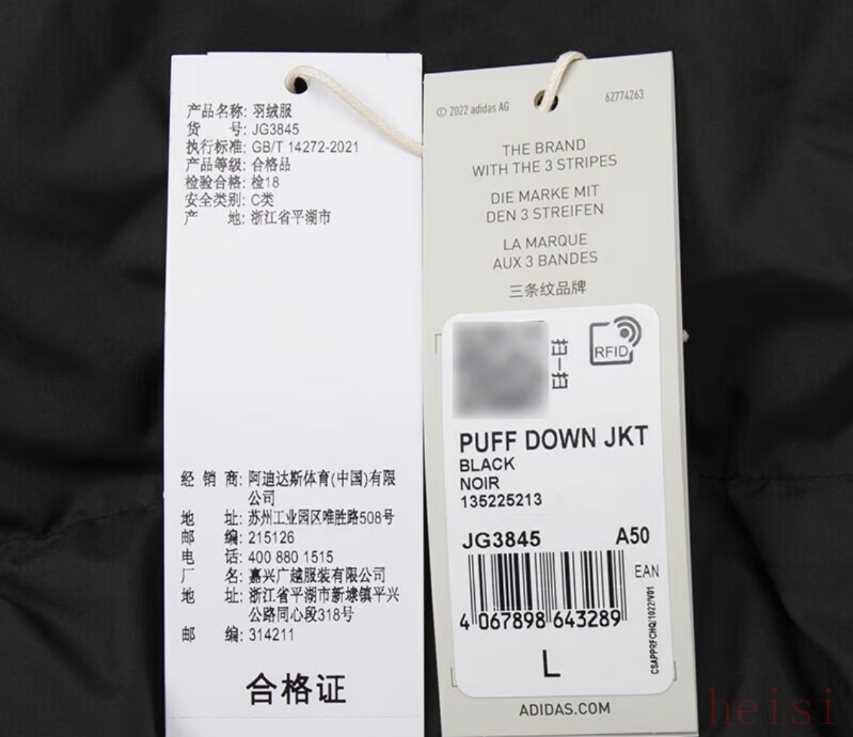 产品名称: 羽绒服
货 号: JG3845
执行标准: GB/T 14272-2021
产品等级: 合格品
检验合格: 检18
安全类别: C类
产 地: 浙江省平湖市
经 销 商: 阿迪达斯体育(中国)有限
公司
地 址: 苏州工业园区唯胜路508号
邮 编: 215126
电 话: 400 880 1515
厂 名: 嘉兴广越服装有限公司
地 址: 浙江省平湖市新埭镇平兴
公路同心段318号
邮 编: 314211
合格证
© 2022 adidas AG
62774263
THE BRAND
WITH THE 3 STRIPES
DIE MARKE MIT
DEN 3 STREIFEN
LA MARQUE
AUX 3 BANDES
三条纹品牌
RFID
PUFF DOWN JKT
BLACK
NOIR
135225213
JG3845 A50
EAN
4 067898 643289
CSAPPRFCHQ/1022/V01
L
ADIDAS.COM
heisi